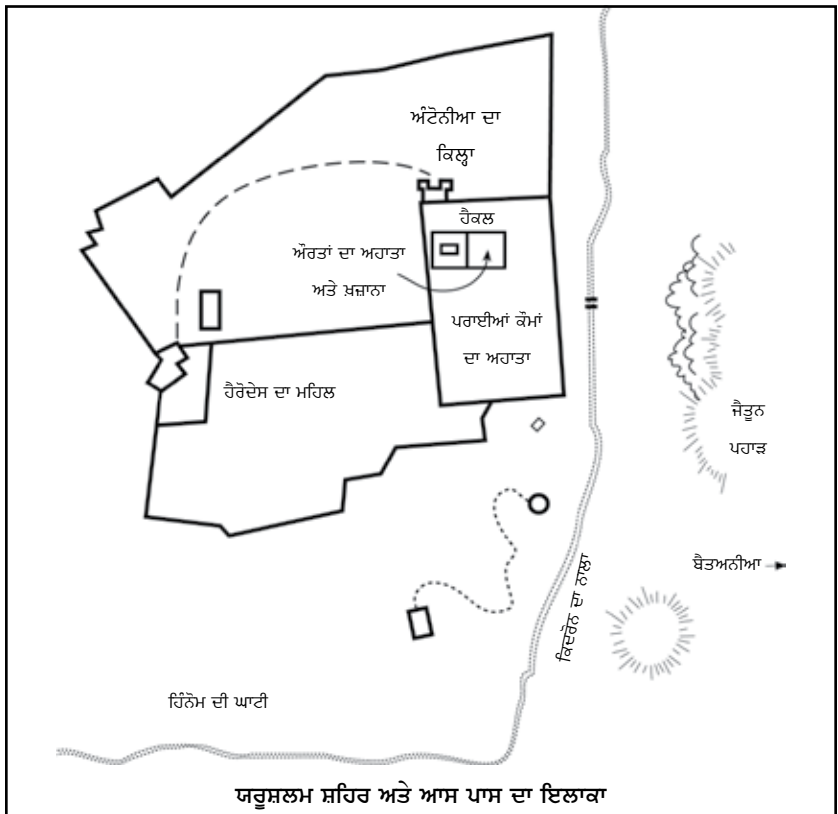 ਅੰਟੋਨੀਆ ਦਾ
ਕਿਲ੍ਹਾ
ਹੈਕਲ
ਔਰਤਾਂ ਦਾ ਅਹਾਤਾ
ਅਤੇ ਖ਼ਜ਼ਾਨਾ
ਪਰਾਈਆਂ ਕੌਮਾਂ
ਦਾ ਅਹਾਤਾ
ਹੈਰੋਦੇਸ ਦਾ ਮਹਿਲ
ਜ਼ੈਤੂਨ
ਪਹਾੜ
ਬੈਤਅਨੀਆ
ਕਿਦਰੋਨ ਦਾ ਨਾਲਾ
ਹਿੰਨੋਮ ਦੀ ਘਾਟੀ
ਯਰੂਸ਼ਲਮ ਸ਼ਹਿਰ ਅਤੇ ਆਸ ਪਾਸ ਦਾ ਇਲਾਕਾ